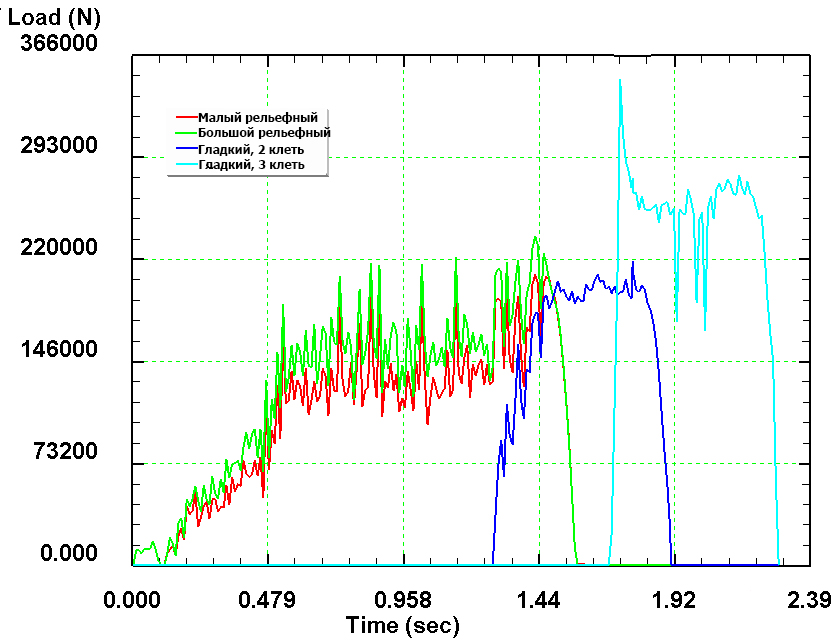 Load (N)
366000
293000
220000
146000
73200
0.000
Малый рельефный
Большой рельефный
Гладкий, 2 клеть
Гладкий, 3 клеть
0.000 0.479 0.958 1.44 1.92 2.39
Time (sec)